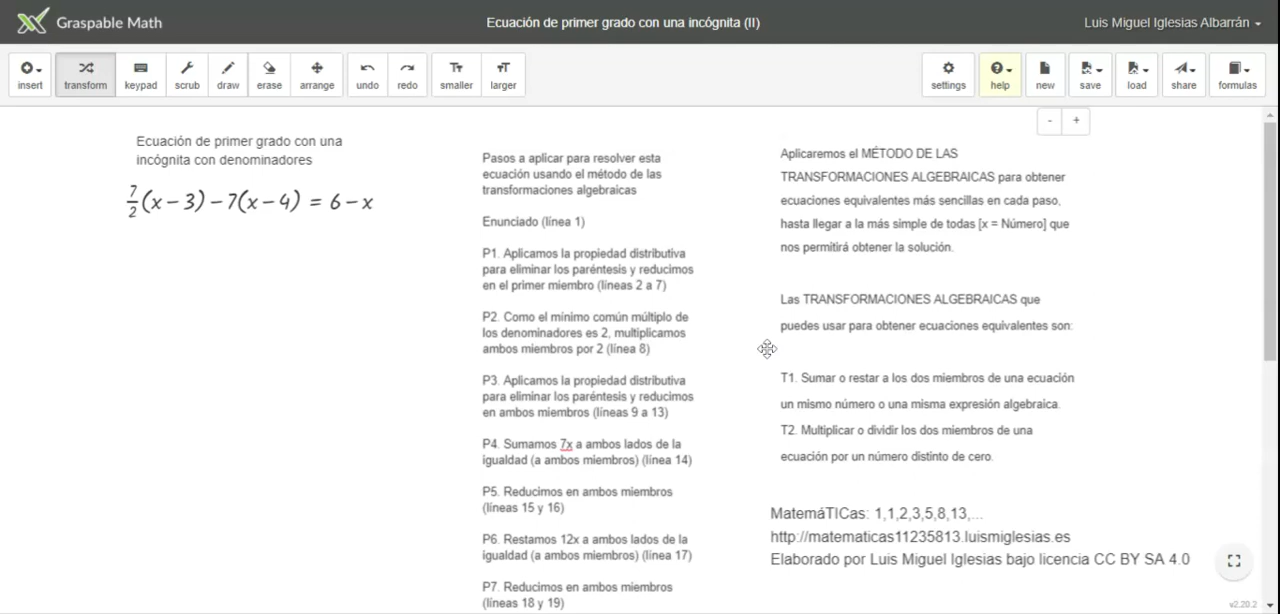 Graspable Math
Ecuación de primer grado con una incógnita (II)
Luis Miguel Iglesias Albarrán
insert
transform
keypad
scrub
draw
erase
arrange
undo
redo
smaller
larger
settings
help
new
save
load
share
formulas
- +
Ecuación de primer grado con una
incógnita con denominadores
7/2(x − 3) − 7(x − 4) = 6 − x
Pasos a aplicar para resolver esta
ecuación usando el método de las
transformaciones algebraicas
Enunciado (línea 1)
P1. Aplicamos la propiedad distributiva
para eliminar los paréntesis y reducimos
en el primer miembro (líneas 2 a 7)
P2. Como el mínimo común múltiplo de
los denominadores es 2, multiplicamos
ambos miembros por 2 (línea 8)
P3. Aplicamos la propiedad distributiva
para eliminar los paréntesis y reducimos
en ambos miembros (líneas 9 a 13)
P4. Sumamos 7x a ambos lados de la
igualdad (a ambos miembros) (línea 14)
P5. Reducimos en ambos miembros
(líneas 15 y 16)
P6. Restamos 12x a ambos lados de la
igualdad (a ambos miembros) (línea 17)
P7. Reducimos en ambos miembros
(líneas 18 y 19)
Aplicaremos el MÉTODO DE LAS
TRANSFORMACIONES ALGEBRAICAS para obtener
ecuaciones equivalentes más sencillas en cada paso,
hasta llegar a la más simple de todas [x = Número] que
nos permitirá obtener la solución.
Las TRANSFORMACIONES ALGEBRAICAS que
puedes usar para obtener ecuaciones equivalentes son:
T1. Sumar o restar a los dos miembros de una ecuación
un mismo número o una misma expresión algebraica.
T2. Multiplicar o dividir los dos miembros de una
ecuación por un número distinto de cero.
MatemáTICas: 1,1,2,3,5,8,13,...
http://matematicas11235813.luismiglesias.es
Elaborado por Luis Miguel Iglesias bajo licencia CC BY SA 4.0
v2.20.2